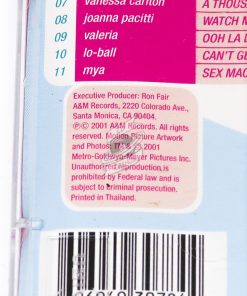 07 vanessa carlton A THOUS
08 joanna pacitti WATCH M
09 valeria OOH LA L
10 lo-ball CAN'T GE
11 mya SEX MAC
Executive Producer: Ron Fair
A&M Records, 2220 Colorado Ave.,
Santa Monica, CA 90404.
℗© 2001 A&M Records. All rights
reserved. Motion Picture Artwork
and Photos TM & © 2001
Metro-Goldwyn-Mayer Pictures Inc.
Unauthorized reproduction is
prohibited by Federal law and is
subject to criminal prosecution.
Printed in Thailand.